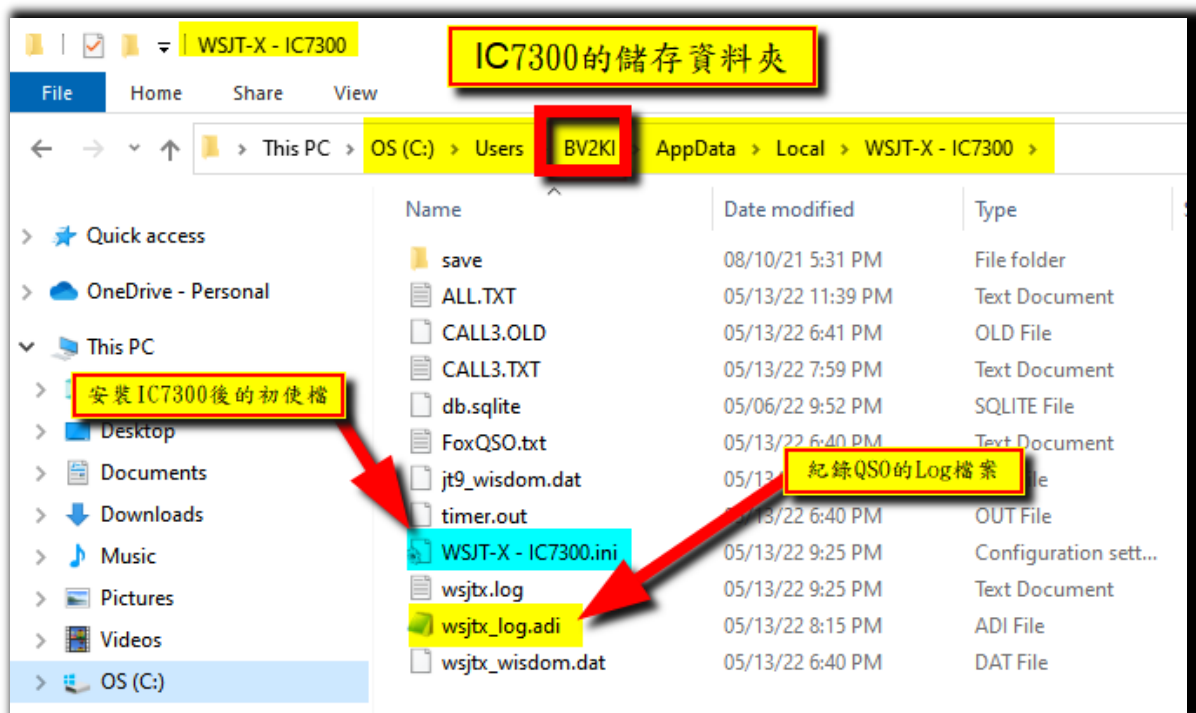 WSJT-X - IC7300
IC7300的儲存資料夾
File Home Share View
This PC > OS (C:) > Users > BV2KI > AppData > Local > WSJT-X - IC7300 >
Name Date modified Type
Quick access
OneDrive - Personal
This PC
安裝IC7300後的初使檔
Desktop
Documents
Downloads
Music
Pictures
Videos
OS (C:)
save 08/10/21 5:31 PM File folder
ALL.TXT 05/13/22 11:39 PM Text Document
CALL3.OLD 05/13/22 6:41 PM OLD File
CALL3.TXT 05/13/22 7:59 PM Text Document
db.sqlite 05/06/22 9:52 PM SQLITE File
FoxQSO.txt 05/13/22 6:40 PM Text Document
紀錄QSO的Log檔案
jt9_wisdom.dat 05/13
timer.out 05/13/22 6:40 PM OUT File
WSJT-X - IC7300.ini 05/13/22 9:25 PM Configuration sett...
wsjtx.log 05/13/22 9:25 PM Text Document
wsjtx_log.adi 05/13/22 8:15 PM ADI File
wsjtx_wisdom.dat 05/13/22 6:40 PM DAT File